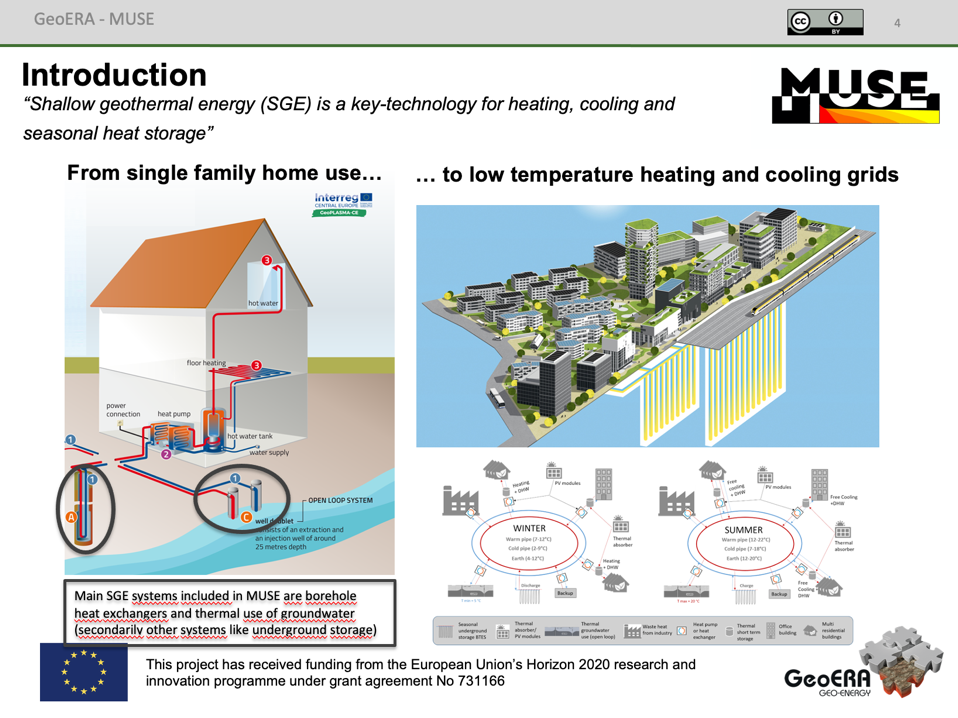 GeoERA - MUSE
cc
BY
4
Introduction
“Shallow geothermal energy (SGE) is a key-technology for heating, cooling and
seasonal heat storage”
MUSE
From single family home use…
… to low temperature heating and cooling grids
Interreg
CENTRAL EUROPE
GeoPLASMA-CE
3
hot water
floor heating
3
power
connection
heat pump
hot water tank
water supply
1
2
1
1
A
C
OPEN LOOP SYSTEM
well doublet
consists of an extraction and
an injection well of around
25 metres depth
Heating
+ DHW
PV modules
WINTER
Warm pipe (7-12°C)
Cold pipe (2-9°C)
Earth (4-12°C)
Thermal
absorber
Heating
+ DHW
Discharge
Backup
Free
cooling
+ DHW
PV modules
Free Cooling
+DHW
SUMMER
Warm pipe (12-22°C)
Cold pipe (7-18°C)
Earth (12-20°C)
Thermal
absorber
Free
Cooling
DHW
Charge
Backup
Seasonal
underground
storage BTES
Thermal
absorber/
PV modules
Thermal
groundwater
use (open loop)
Waste heat
from industry
Heat pump
or heat
exchanger
Thermal
short term
storage
Office
building
Multi
residential
buildings
Main SGE systems included in MUSE are borehole
heat exchangers and thermal use of groundwater
(secondarily other systems like underground storage)
This project has received funding from the European Union’s Horizon 2020 research and
innovation programme under grant agreement No 731166
GeoERA
GEO-ENERGY